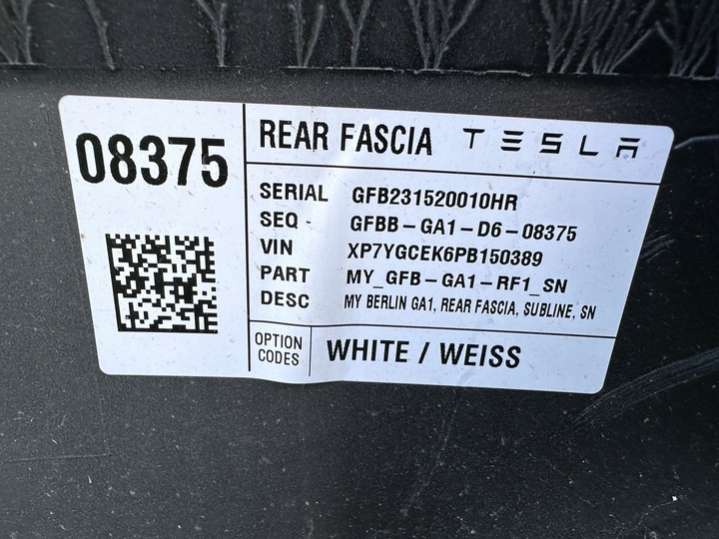 08375
REAR FASCIA TESLA
SERIAL GFB231520010HR
SEQ - GFBB-GA1-D6-08375
VIN XP7YGCEK6PB150389
PART MY_GFB-GA1-RF1_SN
DESC MY BERLIN GA1, REAR FASCIA, SUBLINE, SN
OPTION CODES WHITE / WEISS